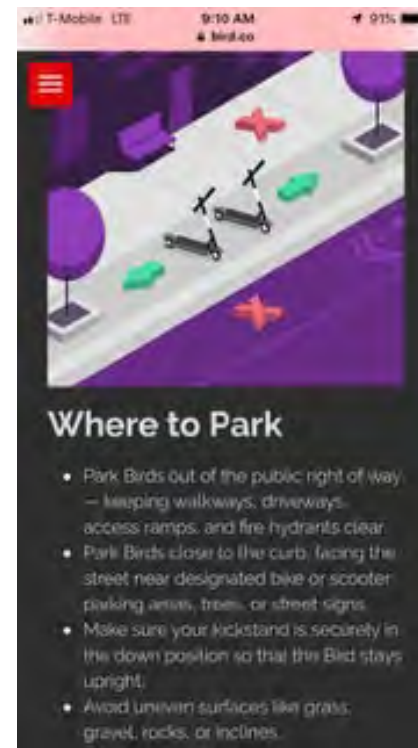 T-Mobile LTE
9:10 AM
91%
bird.co
Where to Park
• Park Birds out of the public right of way
— keeping walkways, driveways,
access ramps, and fire hydrants clear.
• Park Birds close to the curb, facing the
street near designated bike or scooter
parking areas, trees, or street signs.
• Make sure your kickstand is securely in
the down position so that the Bird stays
upright.
• Avoid uneven surfaces like grass,
gravel, rocks, or inclines.